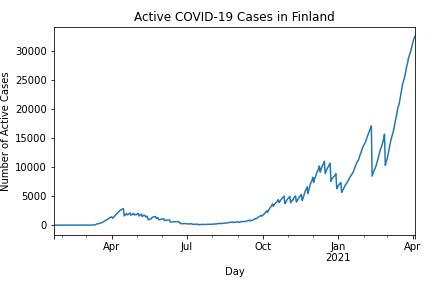 Active COVID-19 Cases in Finland
Number of Active Cases
30000
25000
20000
15000
10000
5000
0
Apr
Jul
Oct
Jan
2021
Apr
Day